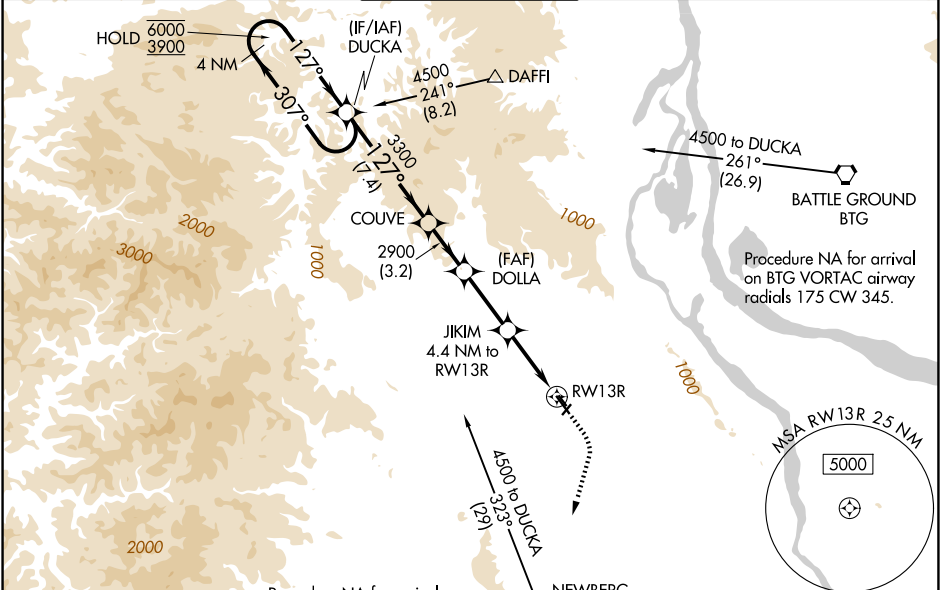 HOLD 6000
3900
4 NM
127°
307°
(IF/IAF)
DUCKA
4500
241°
(8.2)
DAFFI
3300
127°
(7.4)
4500 to DUCKA
261°
(26.9)
BATTLE GROUND
BTG
COUVE
2900
(3.2)
(FAF)
DOLLA
1000
2000
3000
1000
Procedure NA for arrival
on BTG VORTAC airway
radials 175 CW 345.
JIKIM
4.4 NM to
RW13R
RW13R
1000
MSA RW13R 25 NM
5000
4500 to DUCKA
323°
(29)
2000
NEWBERG